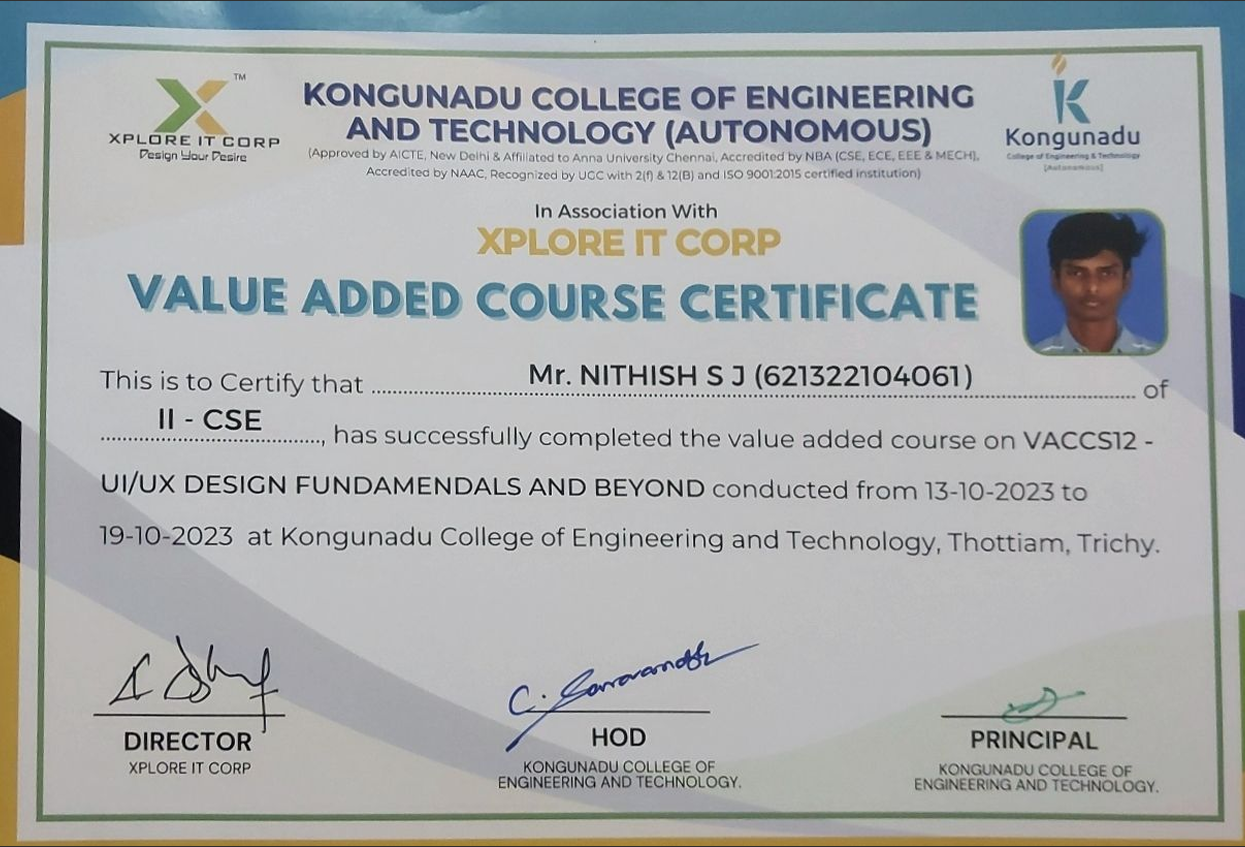 TM
XPLORE IT CORP
Design Your Desire
KONGUNADU COLLEGE OF ENGINEERING
AND TECHNOLOGY (AUTONOMOUS)
(Approved by AICTE, New Delhi & Affiliated to Anna University Chennai, Accredited by NBA (CSE, ECE, EEE & MECH),
Accredited by NAAC, Recognized by UGC with 2(f) & 12(B) and ISO 9001:2015 certified institution)
Kongunadu
College of Engineering & Technology
(Autonomous)
In Association With
XPLORE IT CORP
VALUE ADDED COURSE CERTIFICATE
This is to Certify that Mr. NITHISH S J (621322104061) of
II - CSE, has successfully completed the value added course on VACCS12 -
UI/UX DESIGN FUNDAMENDALS AND BEYOND conducted from 13-10-2023 to
19-10-2023 at Kongunadu College of Engineering and Technology, Thottiam, Trichy.
DIRECTOR
XPLORE IT CORP
HOD
KONGUNADU COLLEGE OF
ENGINEERING AND TECHNOLOGY.
PRINCIPAL
KONGUNADU COLLEGE OF
ENGINEERING AND TECHNOLOGY.